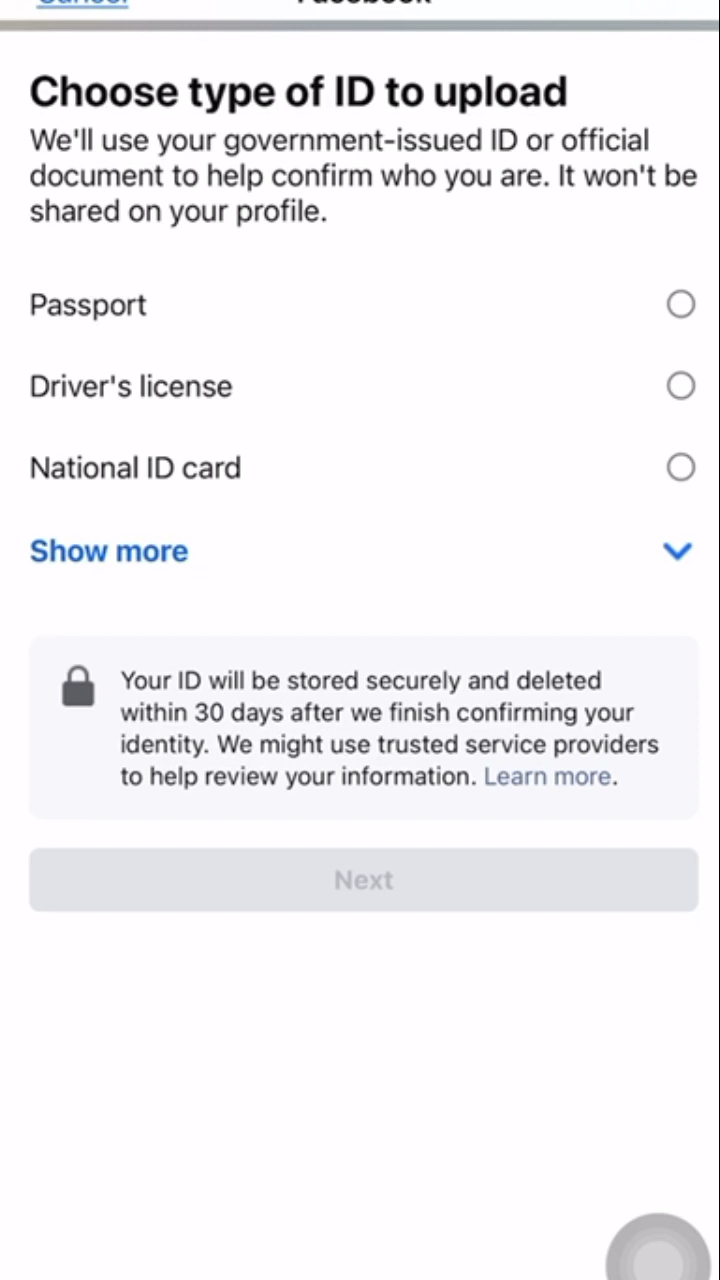 Cancel
Facebook
Choose type of ID to upload
We'll use your government-issued ID or official
document to help confirm who you are. It won't be
shared on your profile.
Passport
Driver's license
National ID card
Show more
Your ID will be stored securely and deleted
within 30 days after we finish confirming your
identity. We might use trusted service providers
to help review your information. Learn more.
Next